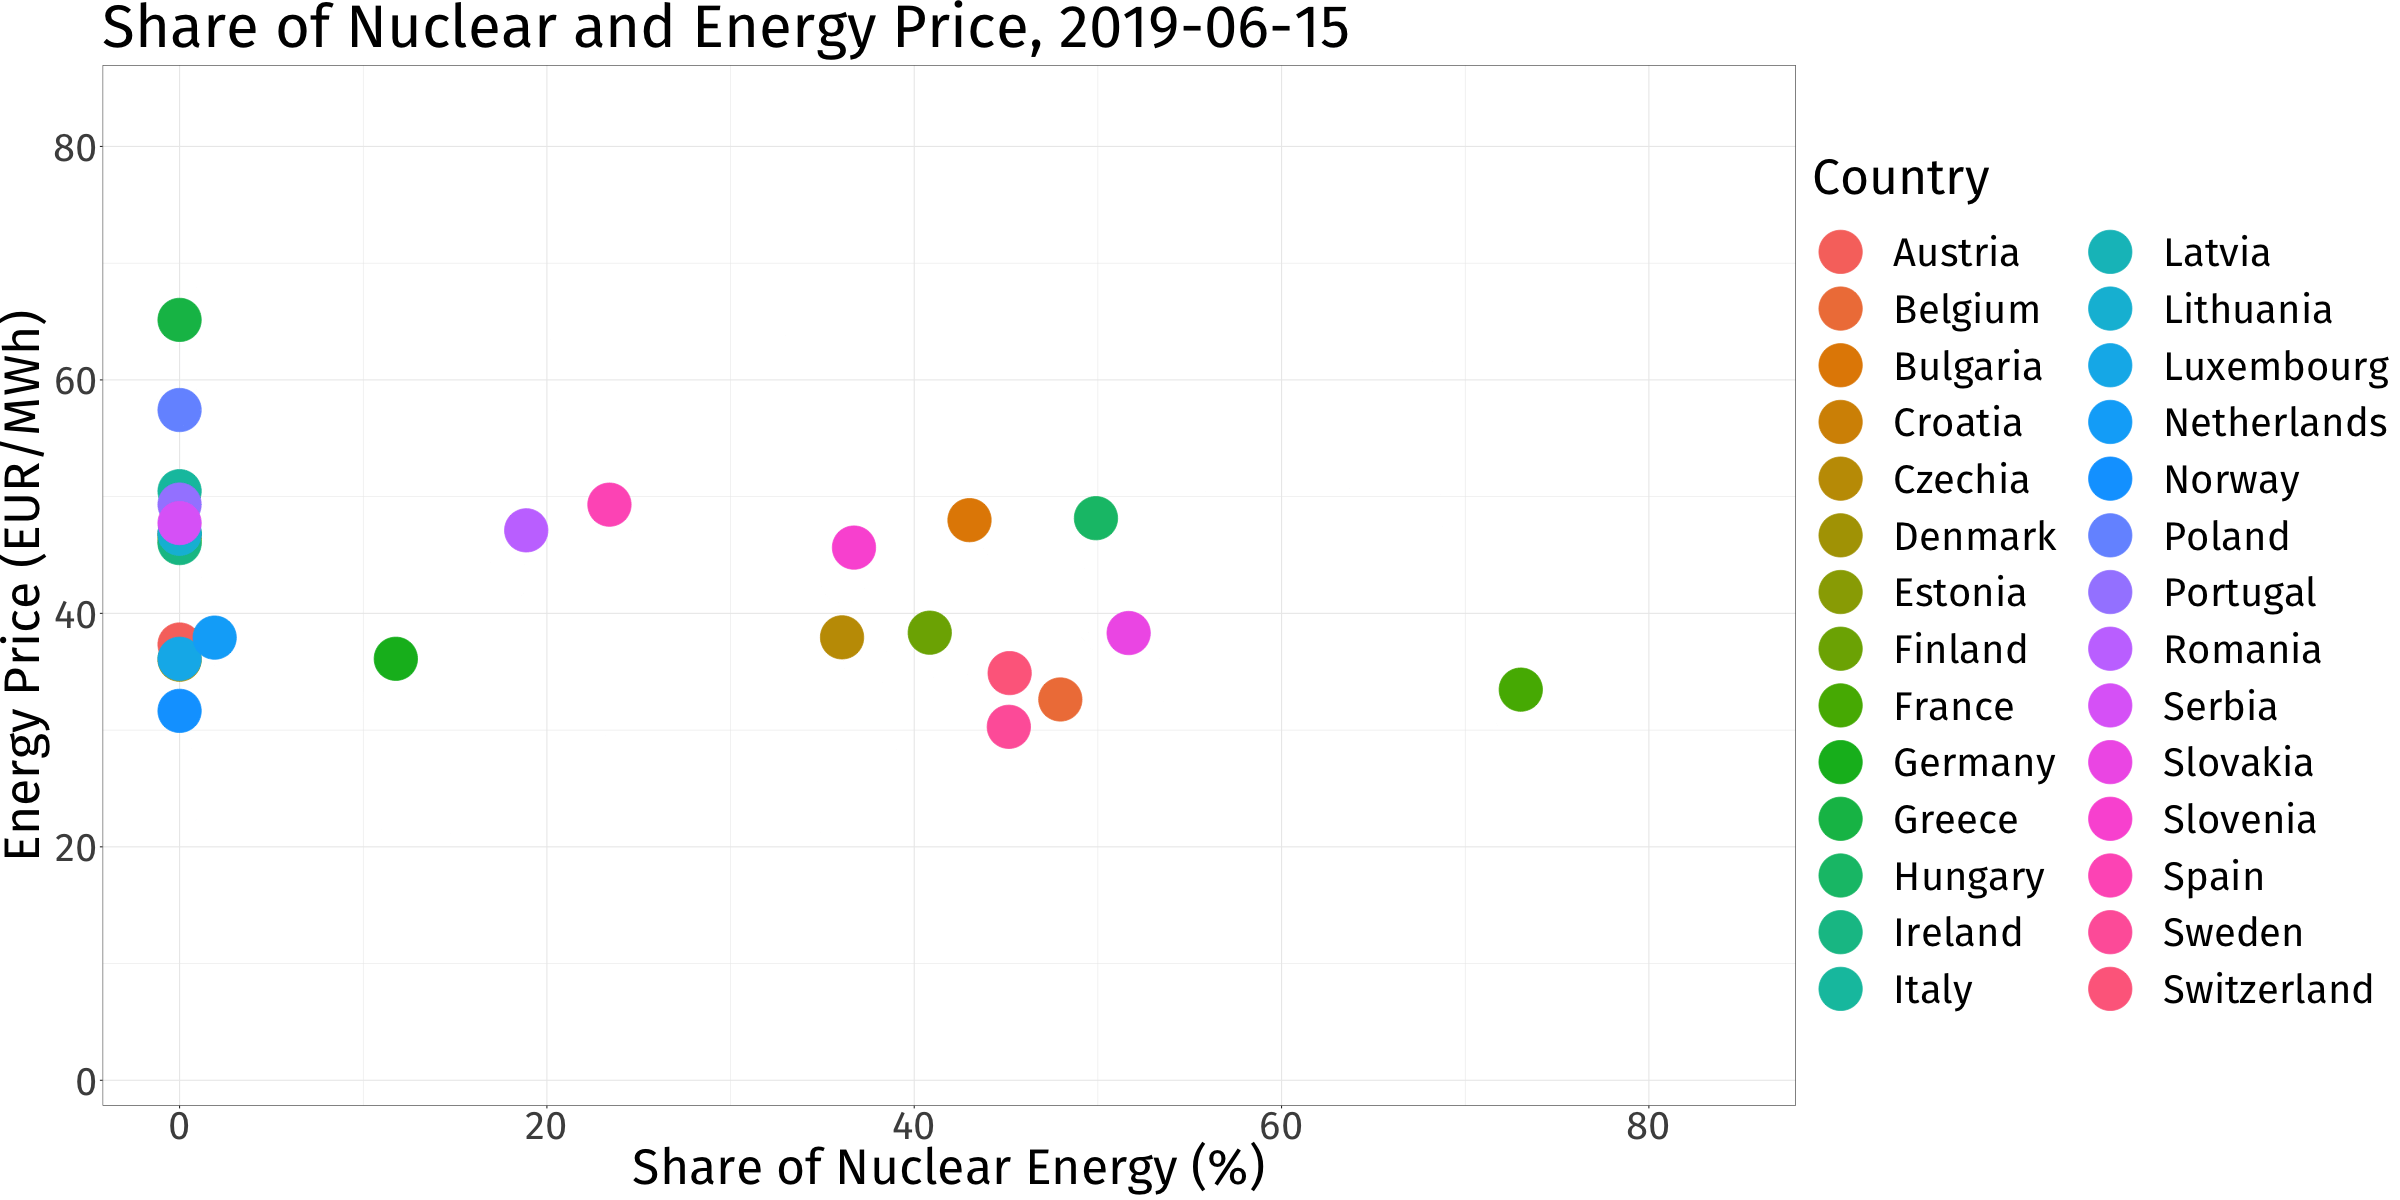 Share of Nuclear and Energy Price, 2019-06-15
Energy Price (EUR/MWh)
80
60
40
20
0
0
20
40
60
80
Share of Nuclear Energy (%)
Country
Austria
Belgium
Bulgaria
Croatia
Czechia
Denmark
Estonia
Finland
France
Germany
Greece
Hungary
Ireland
Italy
Latvia
Lithuania
Luxembourg
Netherlands
Norway
Poland
Portugal
Romania
Serbia
Slovakia
Slovenia
Spain
Sweden
Switzerland